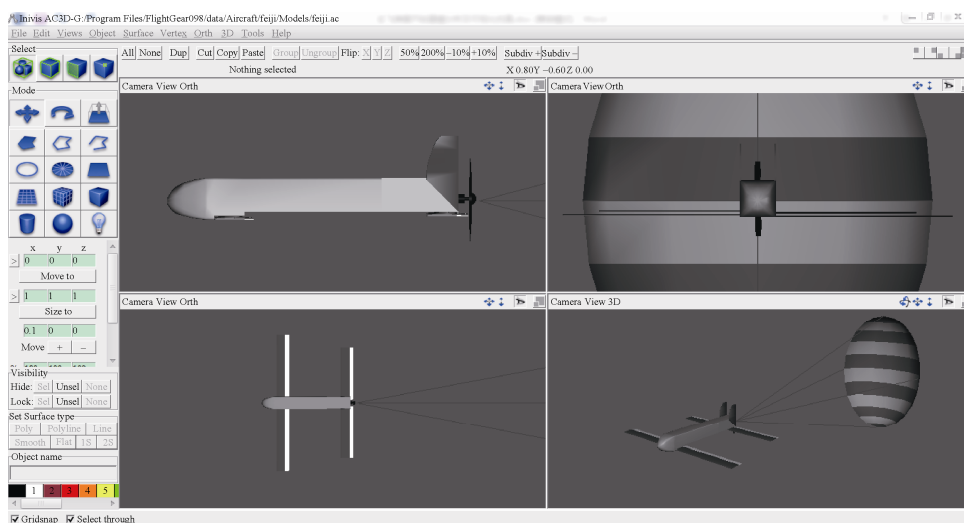 Inivis AC3D-G:/Program Files/FlightGear098/data/Aircraft/feiji/Models/feiji.ac
File Edit Views Object Surface Vertex Orth 3D Tools Help
Select
All None Dup Cut Copy Paste Group Ungroup Flip: X Y Z 50% 200% -10% +10% Subdiv + Subdiv -
Nothing selected X 0.80Y -0.60Z 0.00
Mode
Camera View Orth
Camera View Orth
x y z
> 0 0 0
Move to
> 1 1 1
Size to
0.1 0 0
Move + -
Camera View Orth
Camera View 3D
Visibility
Hide: Sel Unsel None
Lock: Sel Unsel None
Set Surface type
Poly Polyline Line
Smooth Flat 1S 2S
Object name
1 2 3 4 5
Gridsnap Select through